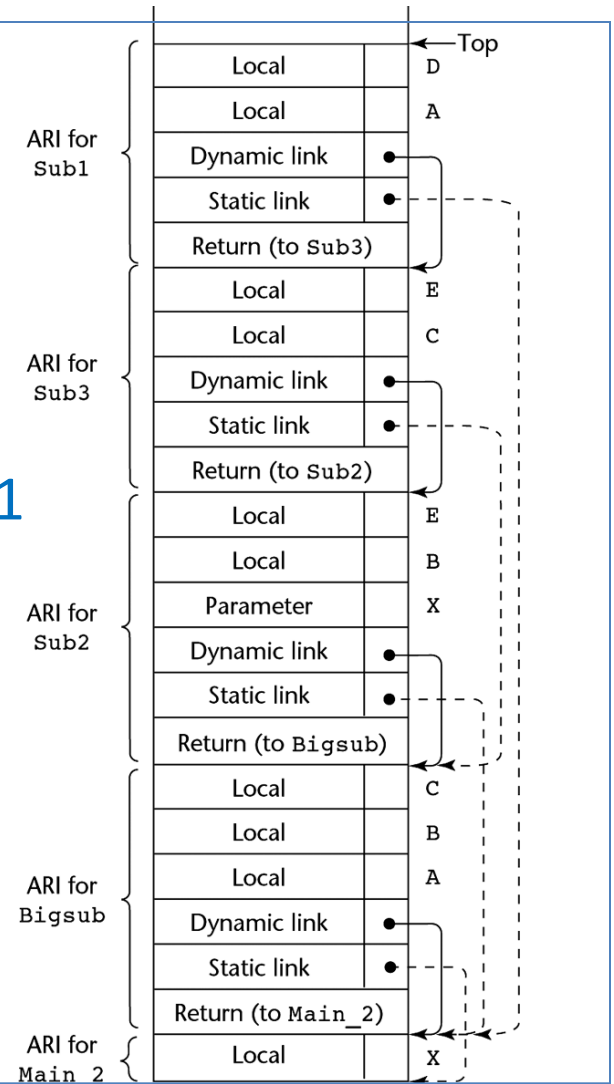 Top
Local D
Local A
ARI for
Sub1
Dynamic link
Static link
Return (to Sub3)
Local E
Local C
ARI for
Sub3
Dynamic link
Static link
Return (to Sub2)
1
Local E
Local B
Parameter X
ARI for
Sub2
Dynamic link
Static link
Return (to Bigsub)
Local C
Local B
Local A
ARI for
Bigsub
Dynamic link
Static link
Return (to Main_2)
ARI for
Main_2
Local X